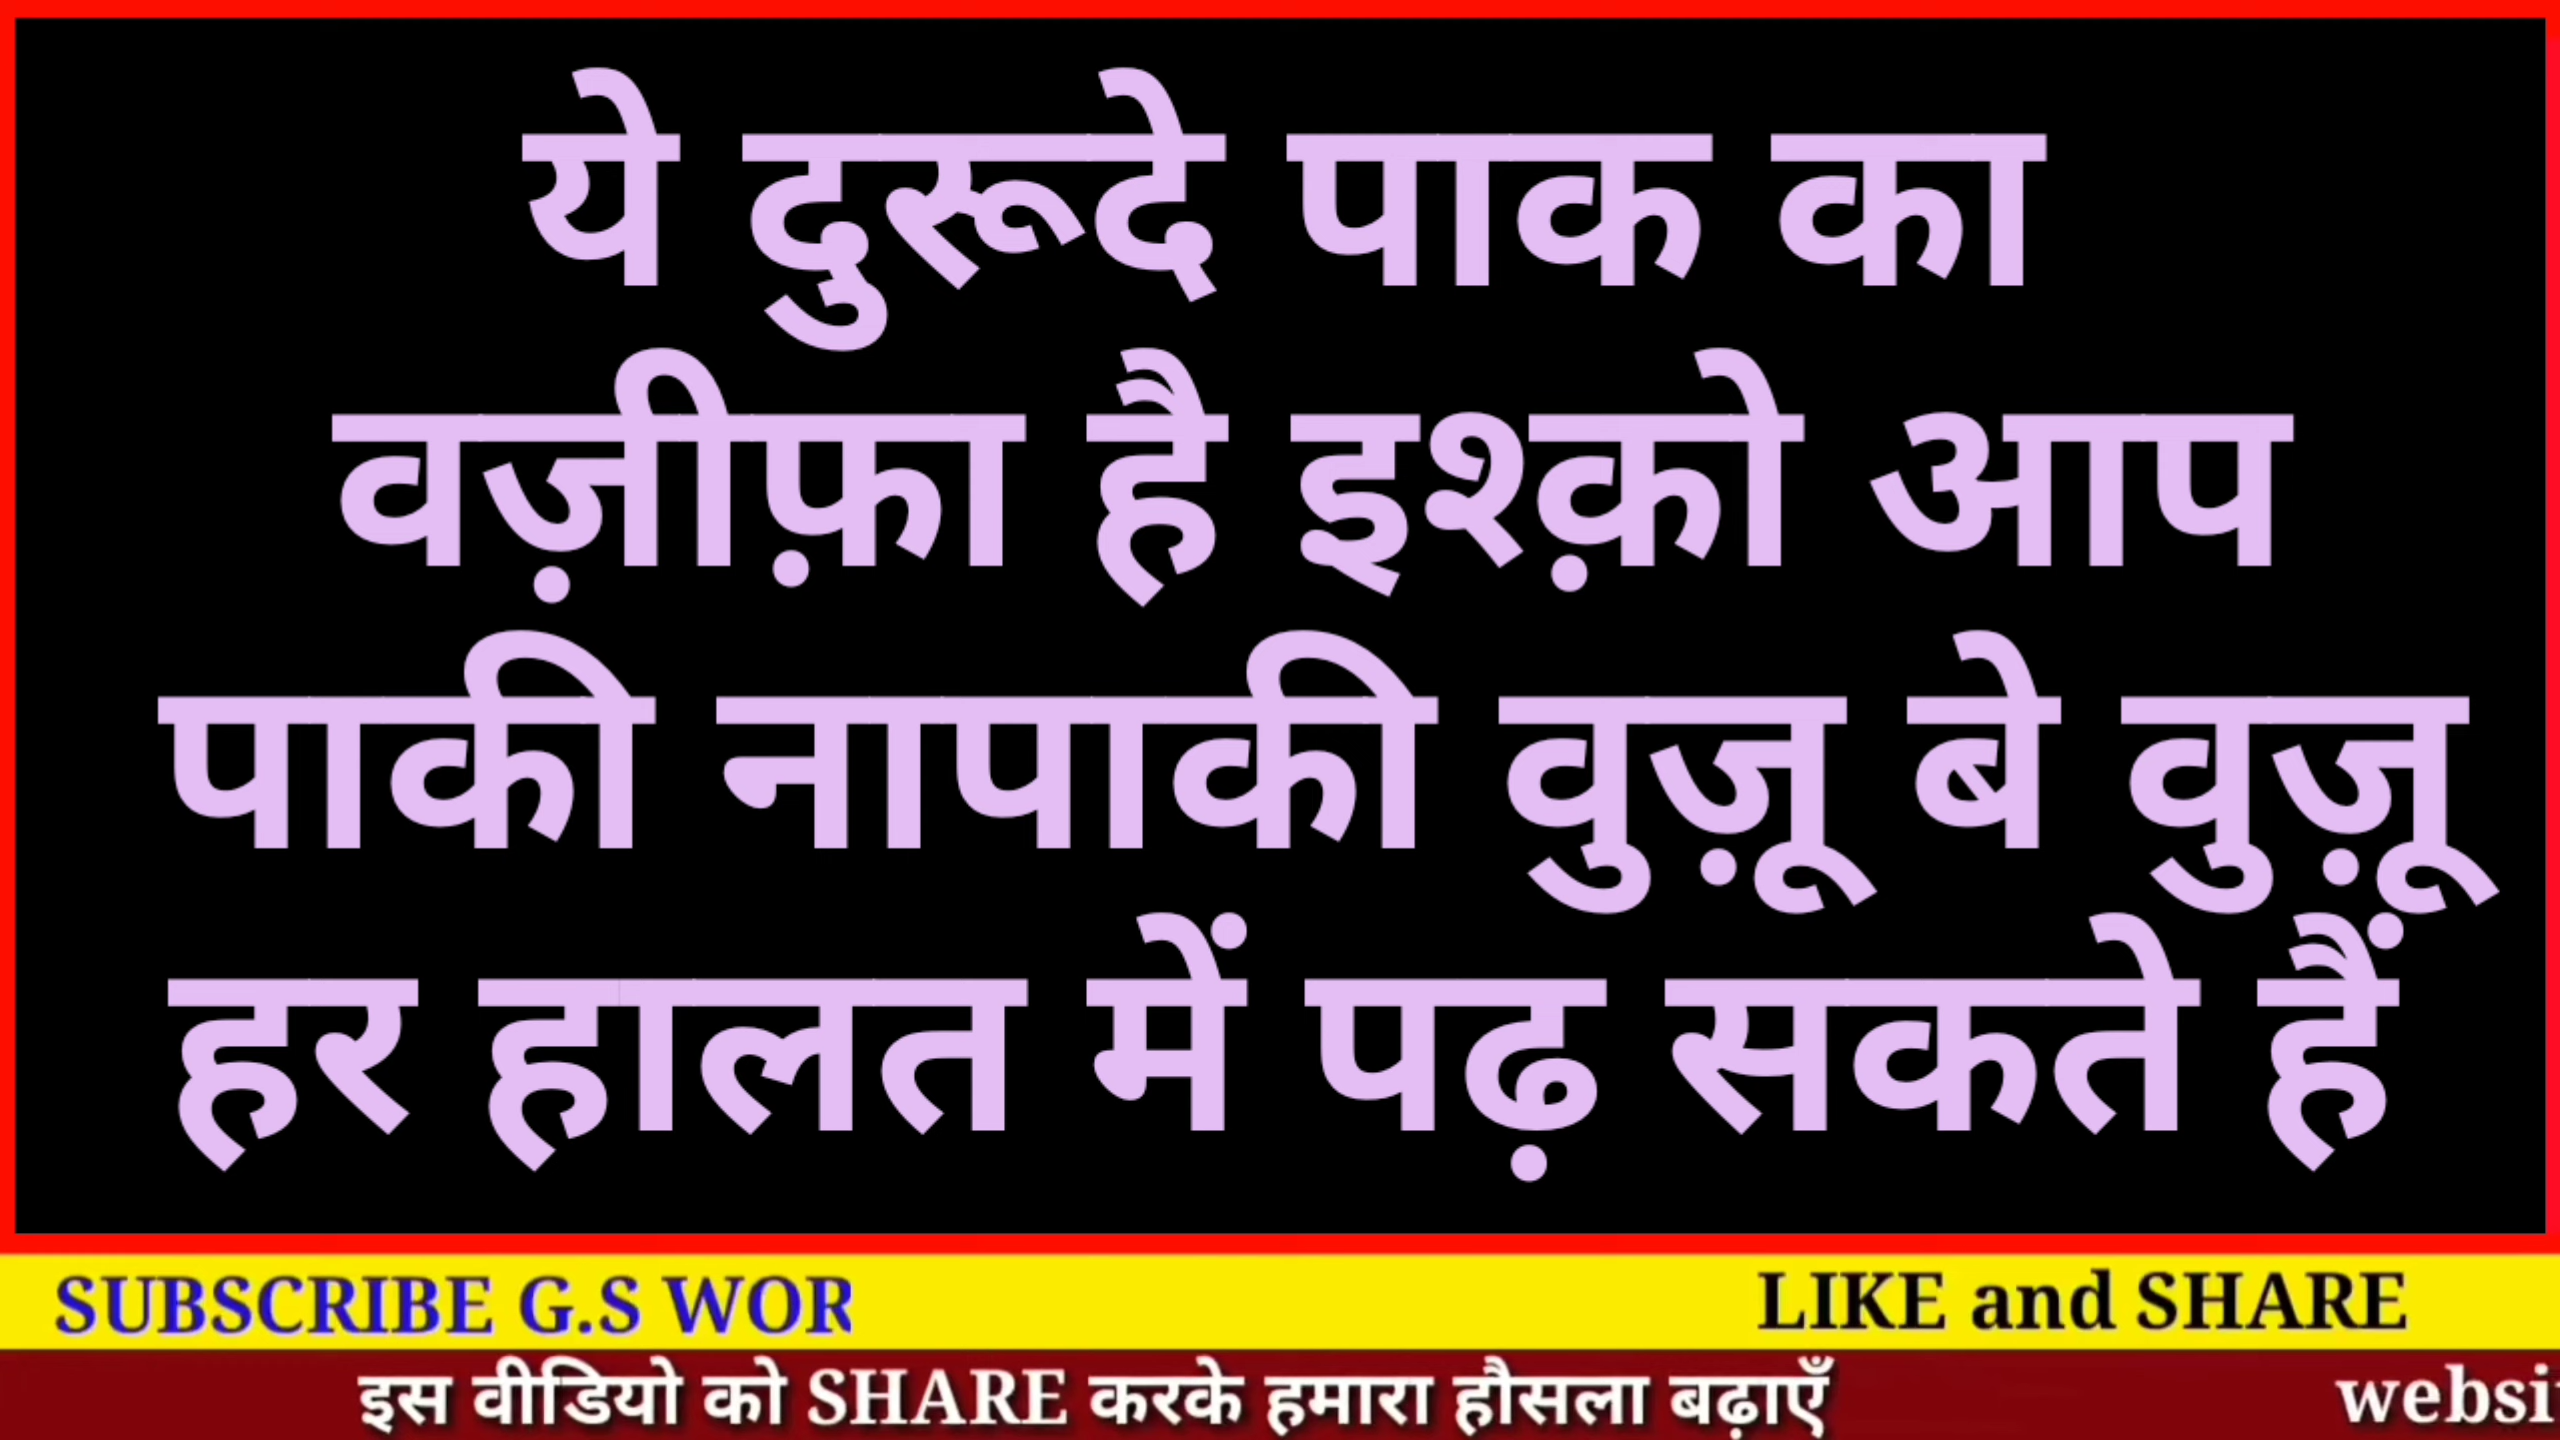 ये दुरूदे पाक का
वज़ीफ़ा है इश्क़ो आप
पाकी नापाकी वुज़ू बे वुज़ू
हर हालत में पढ़ सकते हैं
SUBSCRIBE G.S WOR LIKE and SHARE
इस वीडियो को SHARE करके हमारा हौसला बढ़ाएँ websi